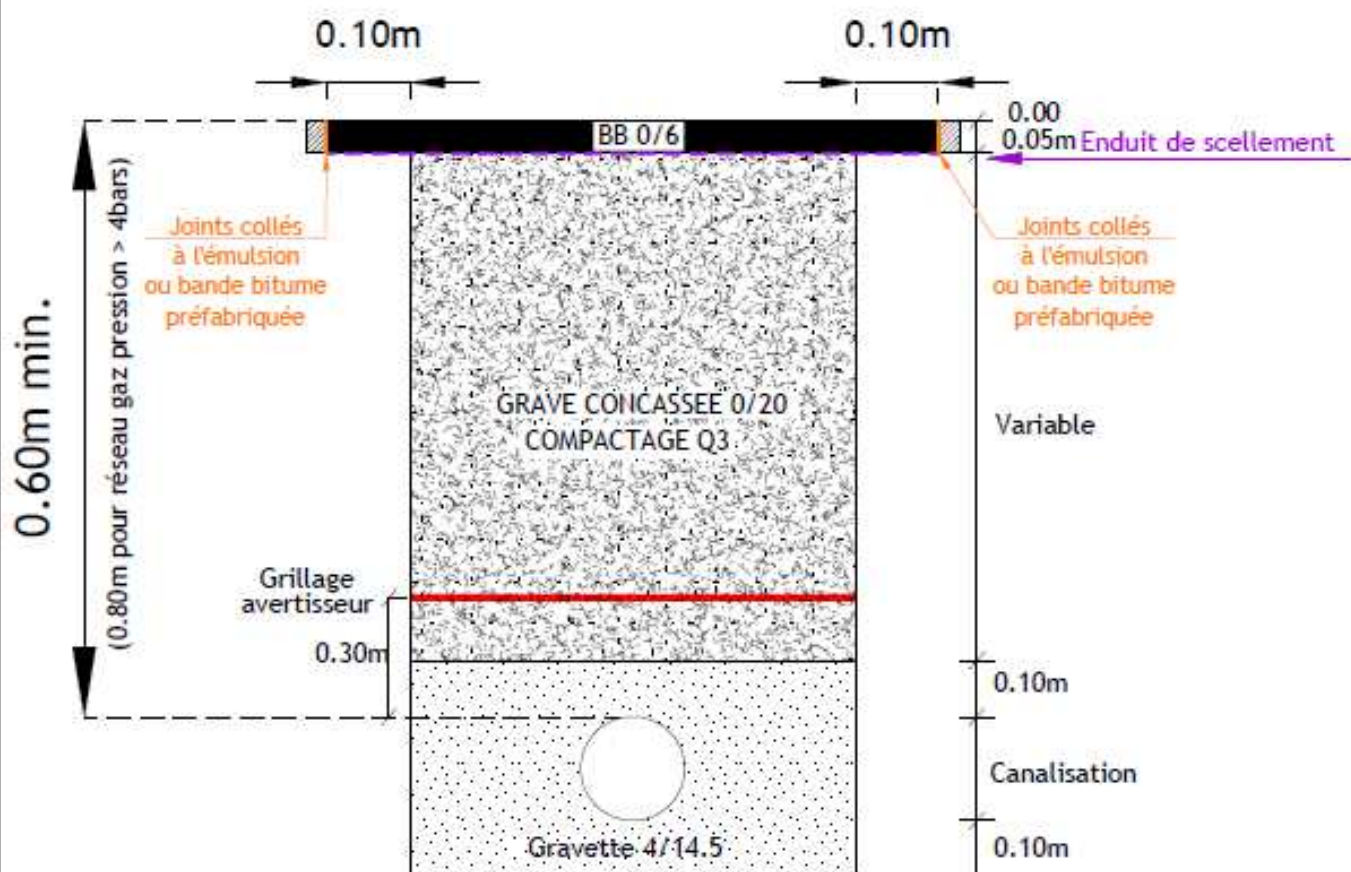 0.10m
0.10m
0.00
BB 0/6
0.05m
Enduit de scellement
0.60m min.
(0.80m pour réseau gaz pression > 4bars)
Joints collés
à l'émulsion
ou bande bitume
préfabriquée
Joints collés
à l'émulsion
ou bande bitume
préfabriquée
GRAVE CONCASSEE 0/20
COMPACTAGE Q3
Variable
Grillage
avertisseur
0.30m
0.10m
Canalisation
Gravette 4/14.5
0.10m